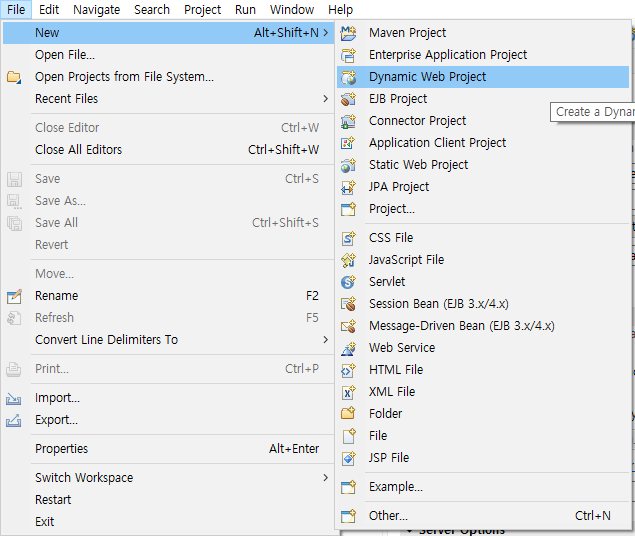 File Edit Navigate Search Project Run Window Help
New Alt+Shift+N
Open File...
Open Projects from File System...
Recent Files
Close Editor Ctrl+W
Close All Editors Ctrl+Shift+W
Save Ctrl+S
Save As...
Save All Ctrl+Shift+S
Revert
Move...
Rename F2
Refresh F5
Convert Line Delimiters To
Print... Ctrl+P
Import...
Export...
Properties Alt+Enter
Switch Workspace
Restart
Exit
Maven Project
Enterprise Application Project
Dynamic Web Project
EJB Project
Create a Dynam
Connector Project
Application Client Project
Static Web Project
JPA Project
Project...
CSS File
JavaScript File
Servlet
Session Bean (EJB 3.x/4.x)
Message-Driven Bean (EJB 3.x/4.x)
Web Service
HTML File
XML File
Folder
File
JSP File
Example...
Other... Ctrl+N
Server Options